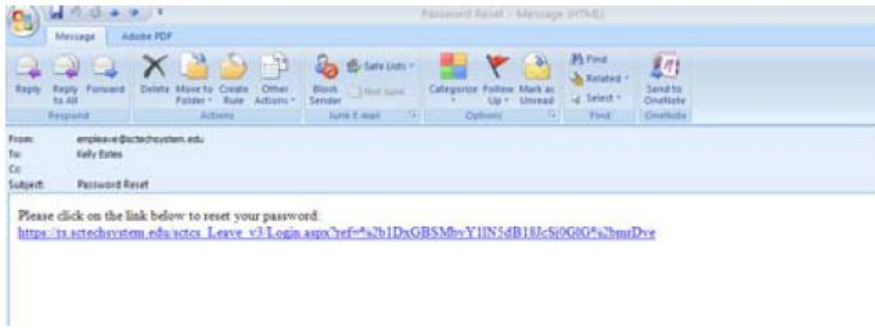 Password Reset - Message (HTML)
Message Adobe PDF
Reply Reply to All Forward Delete Move to Folder Create Rule Other Actions Block Sender Safe Lists Not Junk Categorize Follow Up Mark as Unread Find Related Select Send to OneNote
Respond Actions Junk E-mail Options Find OneNote
From: empleave@sctechsystem.edu
To: Kelly Estes
Cc:
Subject: Password Reset
Please click on the link below to reset your password: